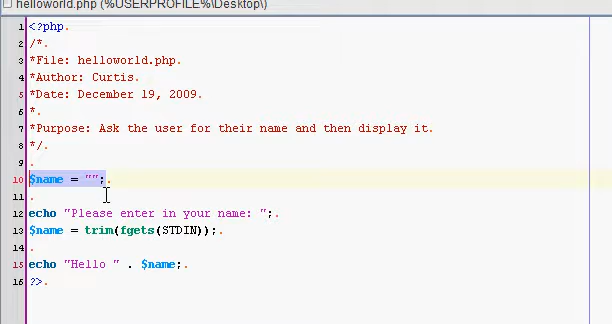 helloworld.php (%USERPROFILE%\Desktop\)
1 <?php.
2 /*.
3 *File: helloworld.php.
4 *Author: Curtis.
5 *Date: December 19, 2009.
6 *.
7 *Purpose: Ask the user for their name and then display it.
8 */.
9 .
10 $name = "";.
11 .
12 echo "Please enter in your name: ";.
13 $name = trim(fgets(STDIN));.
14 .
15 echo "Hello " . $name;.
16 ?>.